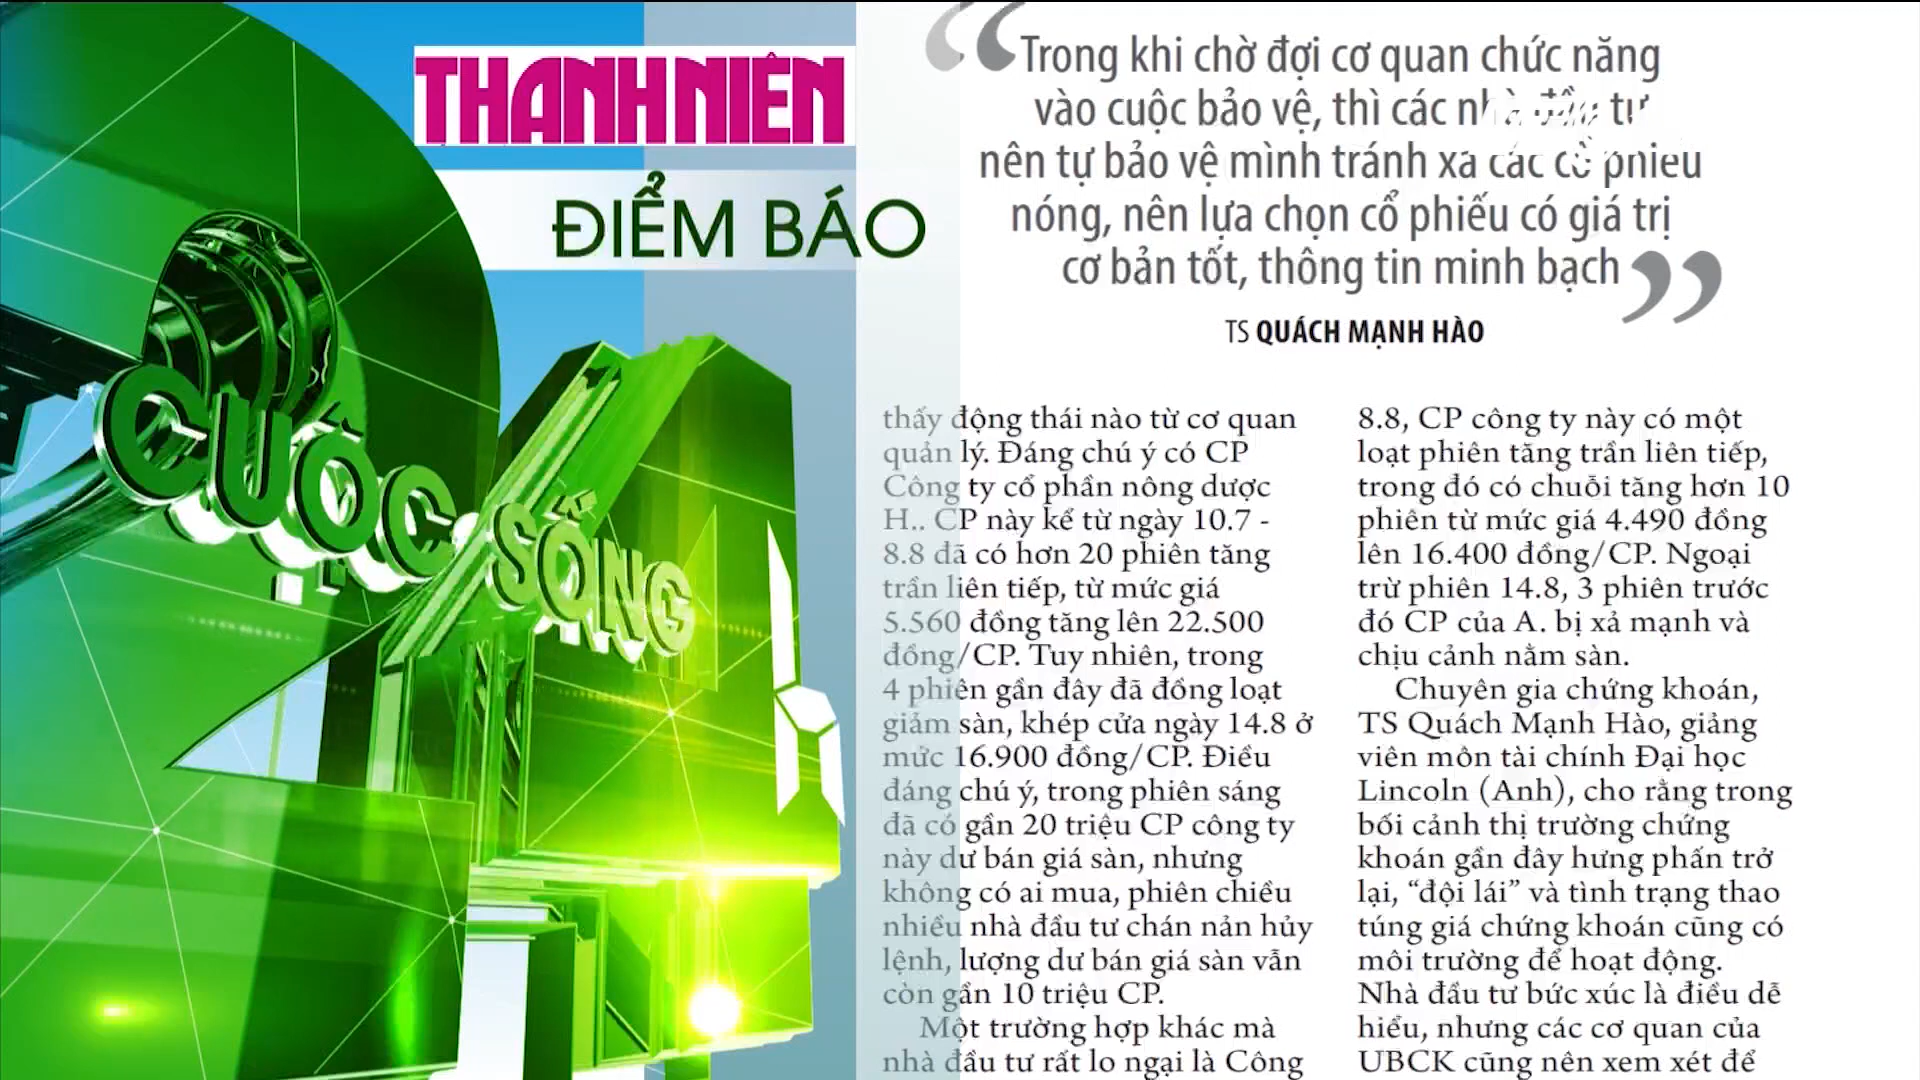 THANH NIÊN
ĐIỂM BÁO
CUỘC SỐNG
24h
“Trong khi chờ đợi cơ quan chức năng
vào cuộc bảo vệ, thì các nhà đầu tư
nên tự bảo vệ mình tránh xa các cổ phiếu
nóng, nên lựa chọn cổ phiếu có giá trị
cơ bản tốt, thông tin minh bạch”
TS QUÁCH MẠNH HÀO
thấy động thái nào từ cơ quan
quản lý. Đáng chú ý có CP
Công ty cổ phần nông dược
H.. CP này kể từ ngày 10.7 -
8.8 đã có hơn 20 phiên tăng
trần liên tiếp, từ mức giá
5.560 đồng tăng lên 22.500
đồng/CP. Tuy nhiên, trong
4 phiên gần đây đã đồng loạt
giảm sàn, khép cửa ngày 14.8 ở
mức 16.900 đồng/CP. Điều
đáng chú ý, trong phiên sáng
đã có gần 20 triệu CP công ty
này dư bán giá sàn, nhưng
không có ai mua, phiên chiều
nhiều nhà đầu tư chán nản hủy
lệnh, lượng dư bán giá sàn vẫn
còn gần 10 triệu CP.
Một trường hợp khác mà
nhà đầu tư rất lo ngại là Công
8.8, CP công ty này có một
loạt phiên tăng trần liên tiếp,
trong đó có chuỗi tăng hơn 10
phiên từ mức giá 4.490 đồng
lên 16.400 đồng/CP. Ngoại
trừ phiên 14.8, 3 phiên trước
đó CP của A. bị xả mạnh và
chịu cảnh nằm sàn.
Chuyên gia chứng khoán,
TS Quách Mạnh Hào, giảng
viên môn tài chính Đại học
Lincoln (Anh), cho rằng trong
bối cảnh thị trường chứng
khoán gần đây hưng phấn trở
lại, “đội lái” và tình trạng thao
túng giá chứng khoán cũng có
môi trường để hoạt động.
Nhà đầu tư bức xúc là điều dễ
hiểu, nhưng các cơ quan của
UBCK cũng nên xem xét để